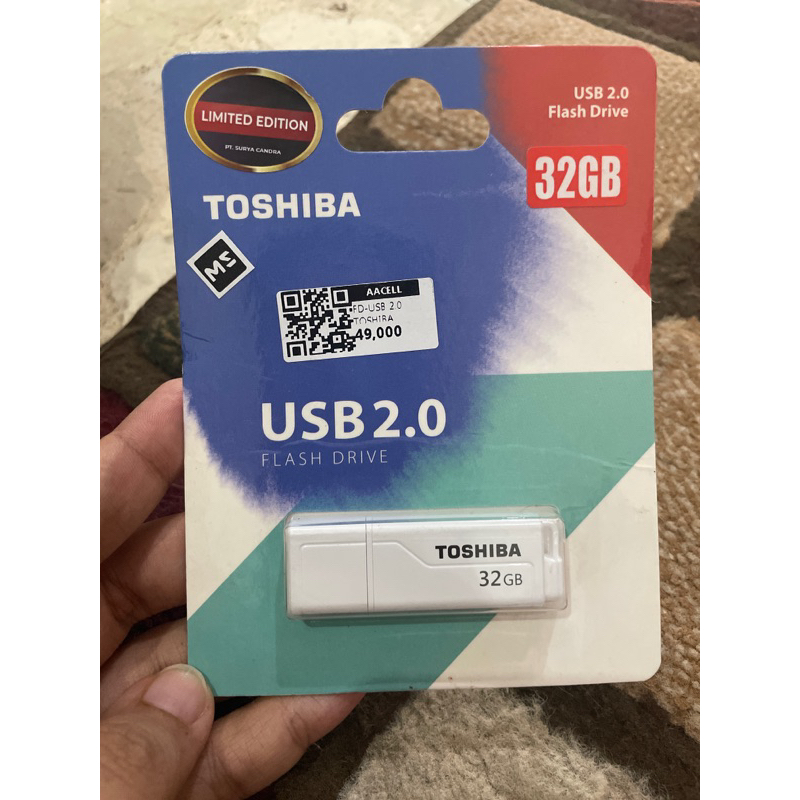 LIMITED EDITION
PT. SURYA CANDRA
USB 2.0
Flash Drive
32GB
TOSHIBA
MS
AACELL
FD-USB 2.0
TOSHIBA
49,000
USB 2.0
FLASH DRIVE
TOSHIBA
32GB